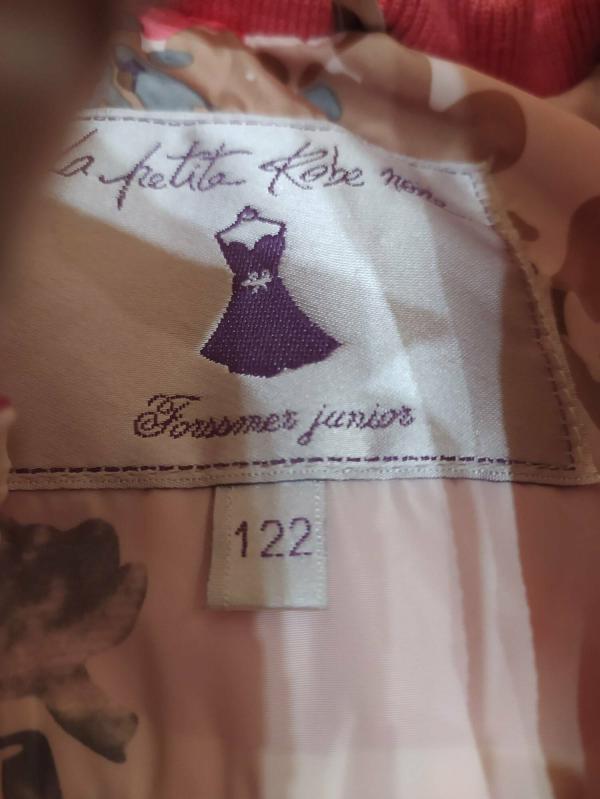 la petite Robe noire
Forssmer junior
122